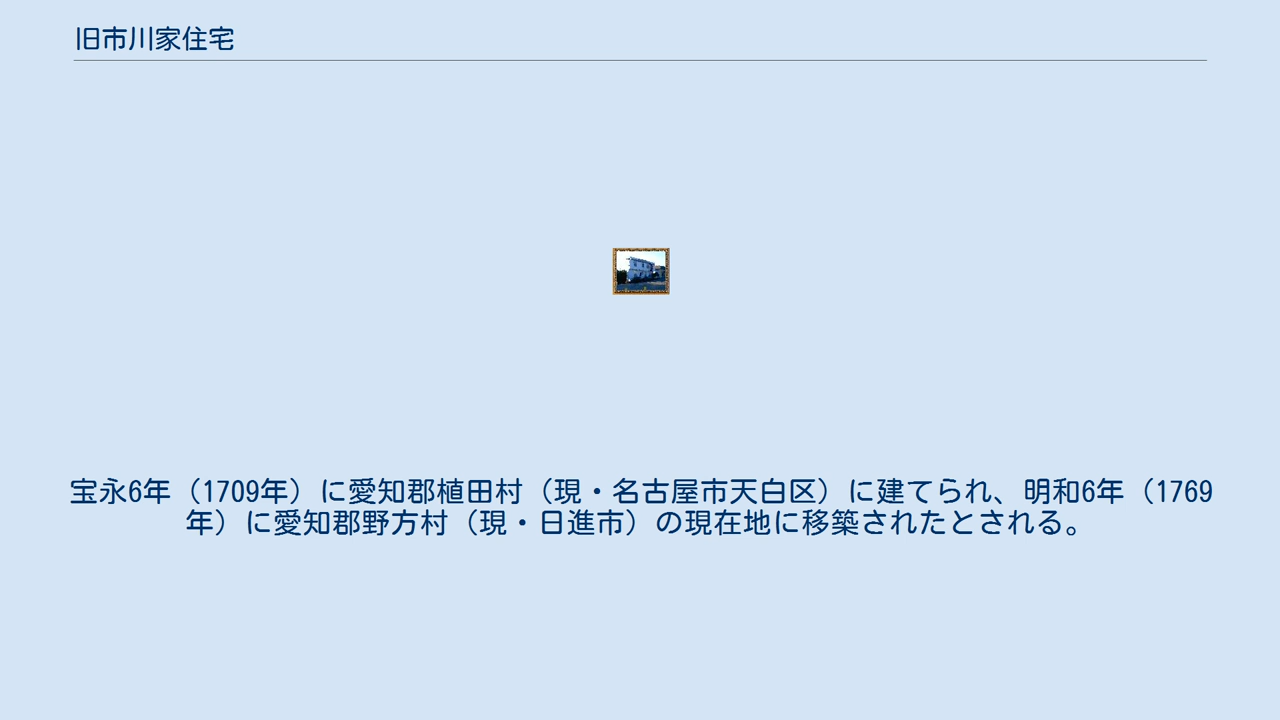 旧市川家住宅
宝永6年（1709年）に愛知郡植田村（現・名古屋市天白区）に建てられ、明和6年（1769
年）に愛知郡野方村（現・日進市）の現在地に移築されたとされる。